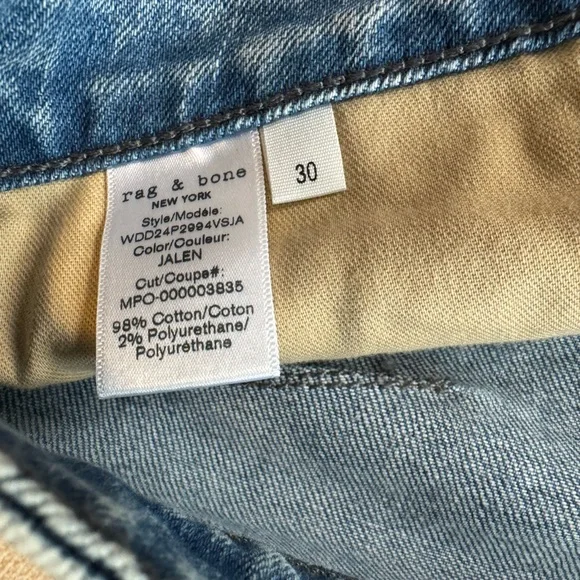 rag & bone
NEW YORK
Style/Modéle:
WDD24P2994VSJA
Color/Couleur:
JALEN
Cut/Coupe#:
MPO-000003835
98% Cotton/Coton
2% Polyurethane/
Polyuréthane
30